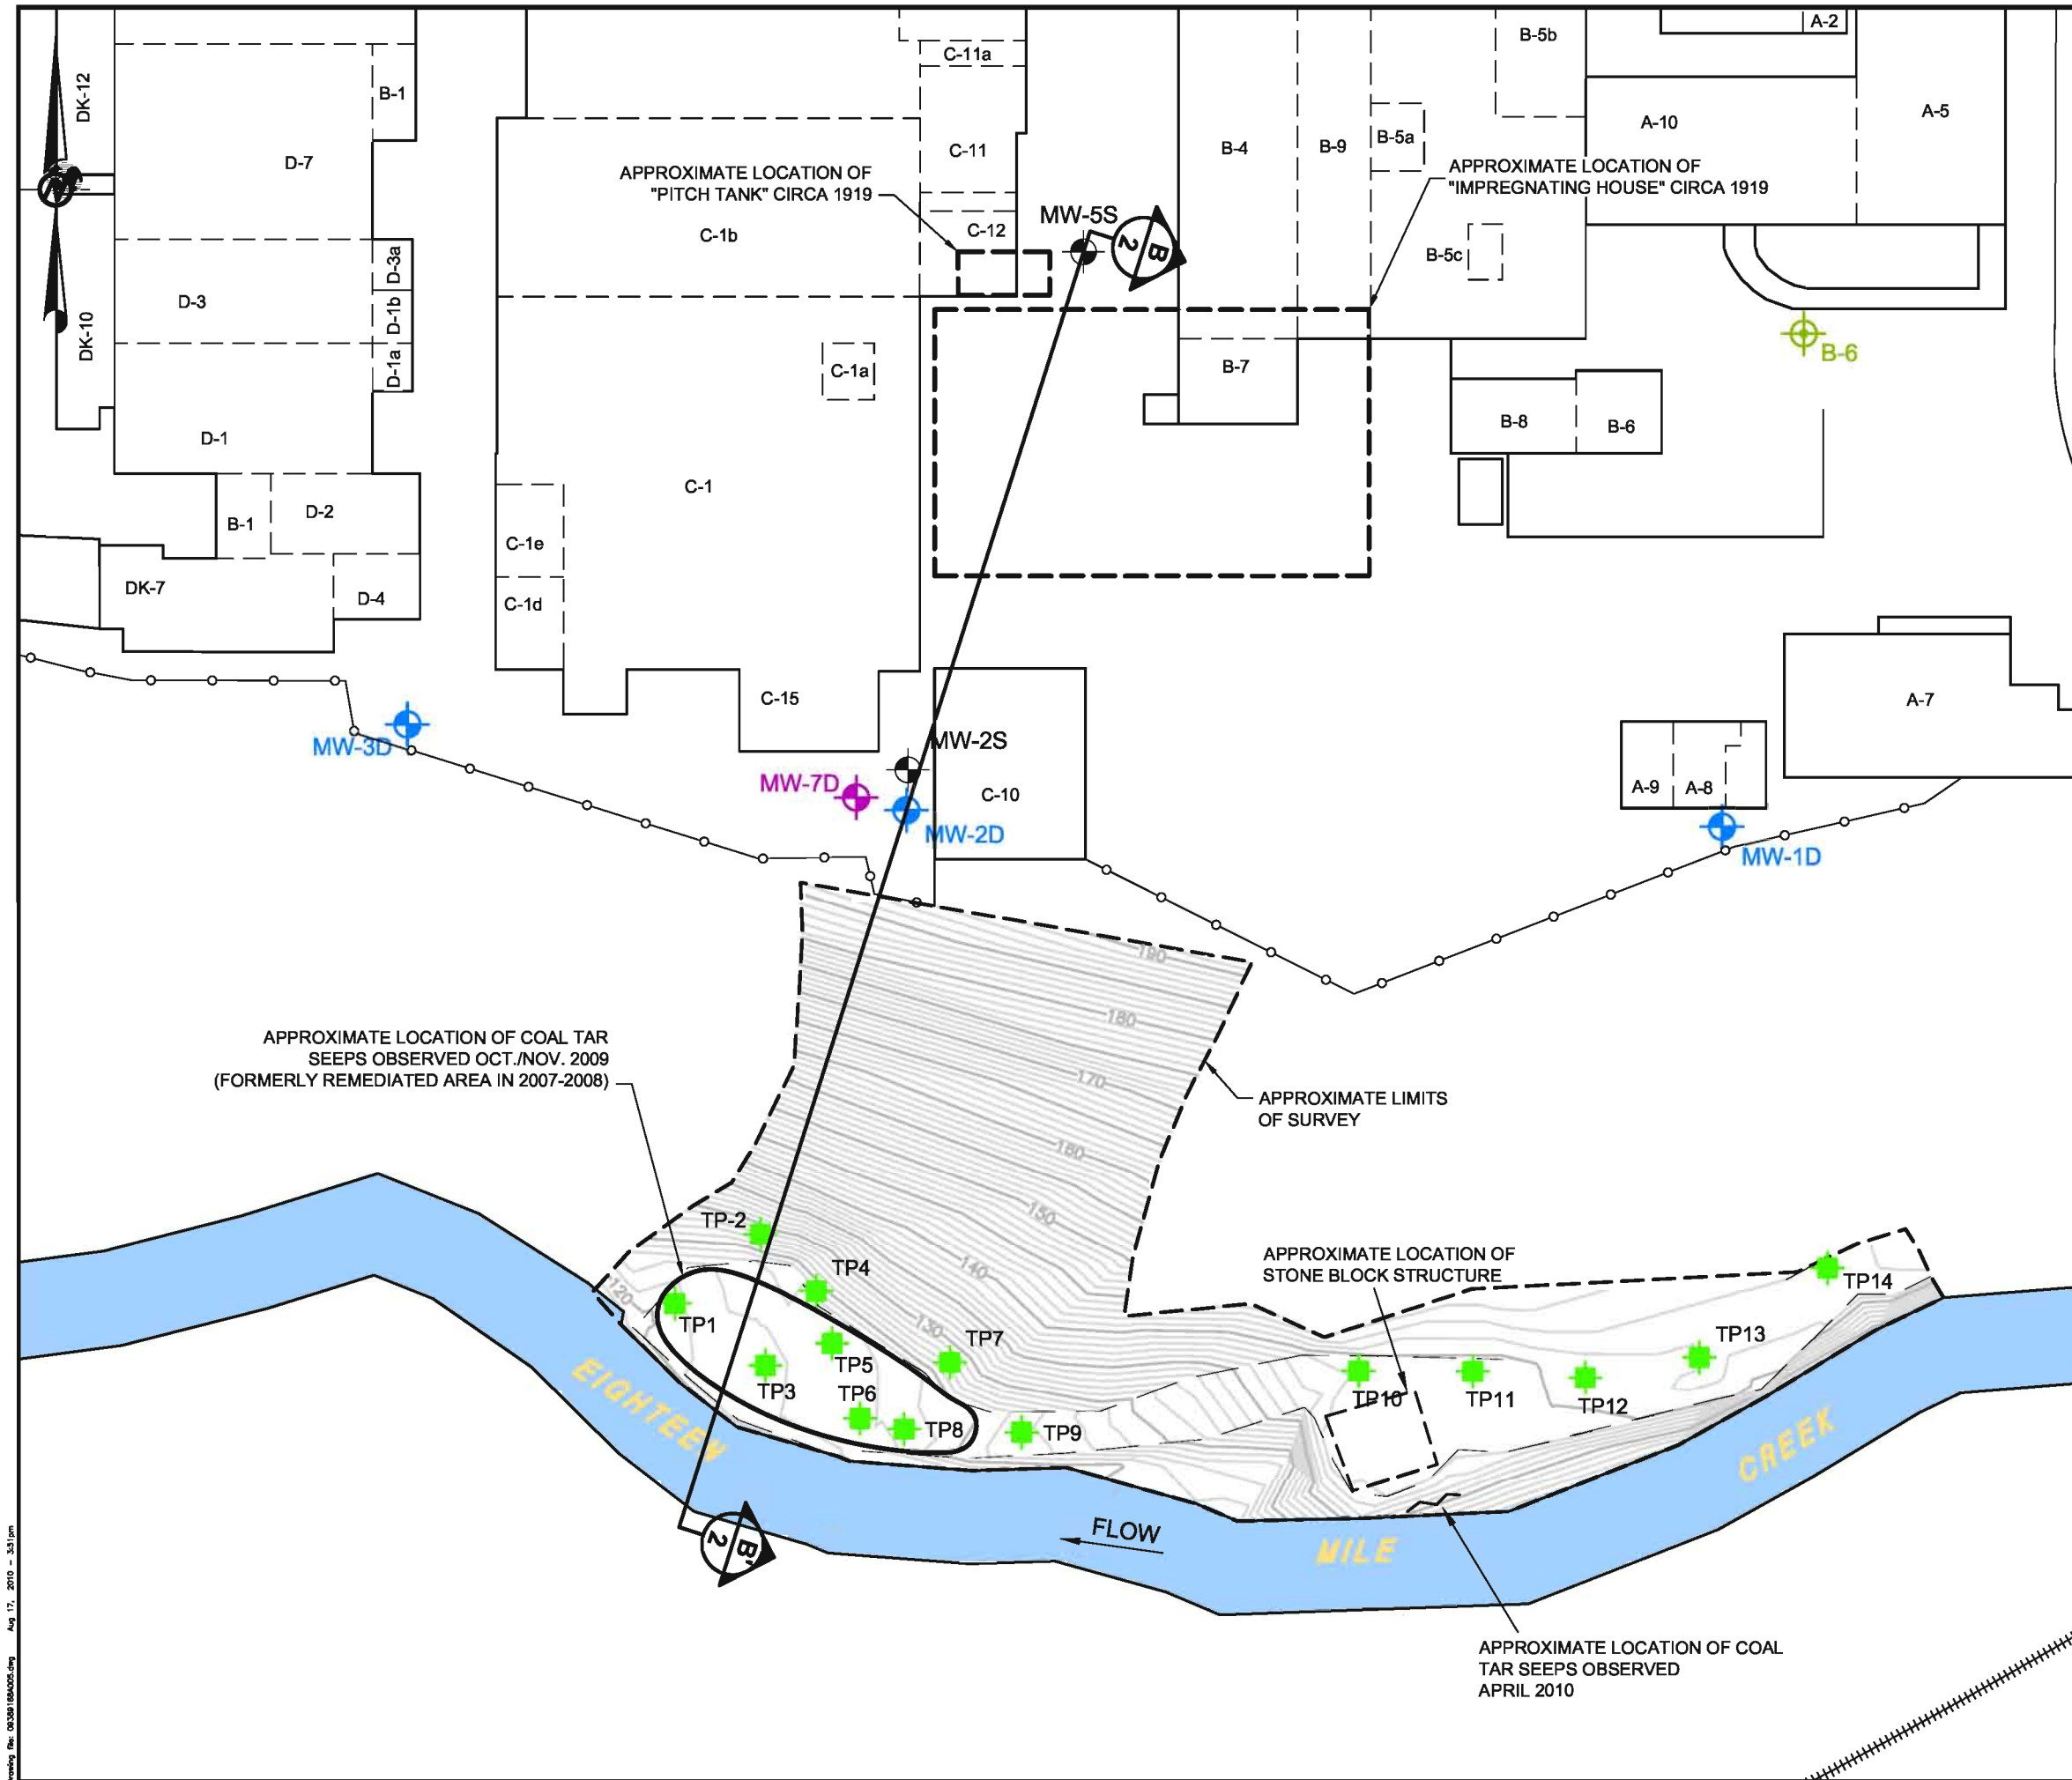 A-2
B-5b
C-11a
DK-12
B-1
A-5
A-10
B-5a
B-4
B-9
C-11
D-7
APPROXIMATE LOCATION OF
"PITCH TANK" CIRCA 1919
APPROXIMATE LOCATION OF
"IMPREGNATING HOUSE" CIRCA 1919
MW-5S
C-12
C-1b
B
2
B-5c
D-3a
D-3
D-1b
DK-10
D-1a
C-1a
B-7
B-6
B-8
B-6
D-1
C-1
D-2
B-1
C-1e
DK-7
D-4
C-1d
A-7
C-15
MW-3D
MW-2S
MW-7D
C-10
A-9
A-8
MW-2D
MW-1D
190
180
170
160
150
140
130
120
APPROXIMATE LOCATION OF COAL TAR
SEEPS OBSERVED OCT./NOV. 2009
(FORMERLY REMEDIATED AREA IN 2007-2008)
APPROXIMATE LIMITS
OF SURVEY
TP-2
APPROXIMATE LOCATION OF
STONE BLOCK STRUCTURE
TP4
TP14
TP1
TP7
TP13
TP5
TP3
TP6
TP10
TP11
TP12
TP8
TP9
EIGHTEEN
MILE
CREEK
FLOW
B'
2
APPROXIMATE LOCATION OF COAL
TAR SEEPS OBSERVED
APRIL 2010
Aug 17, 2010 - 3:31pm